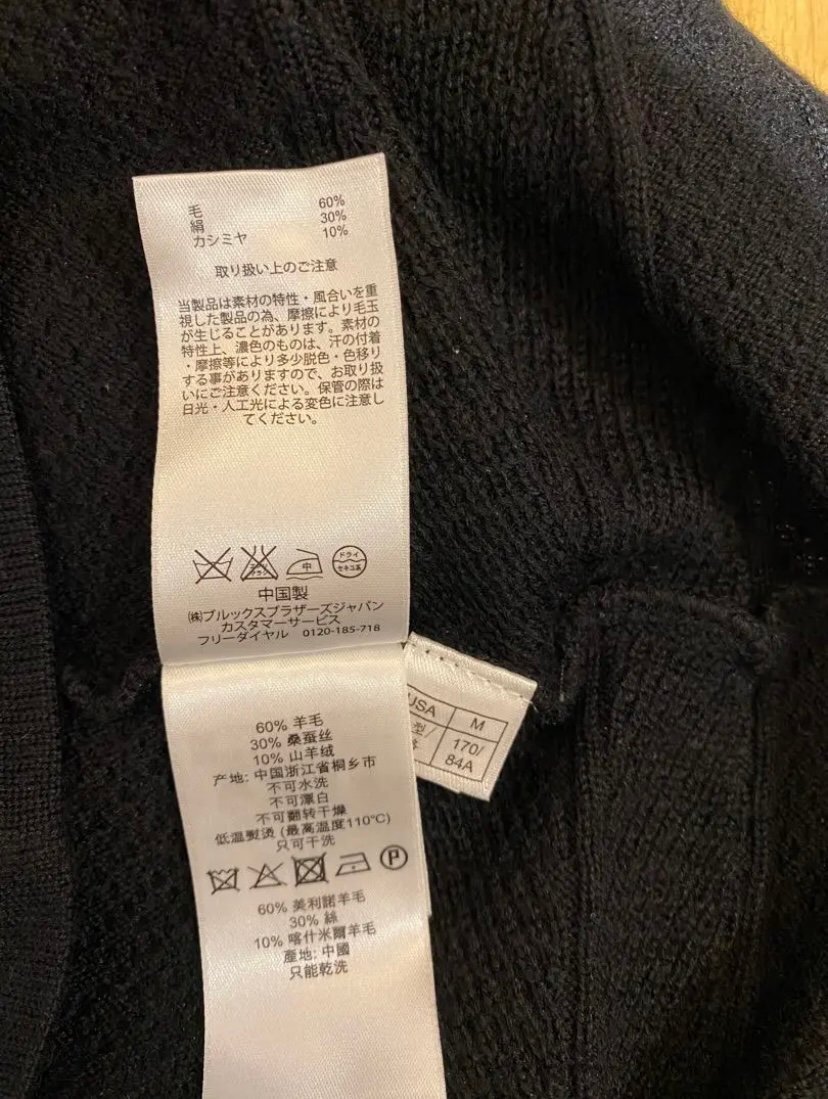 毛 60%
絹 30%
カシミヤ 10%
取り扱い上のご注意
当製品は素材の特性・風合いを重
視した製品の為、摩擦により毛玉
が生じることがあります。素材の
特性上、濃色のものは、汗の付着
・摩擦等により多少脱色・色移り
する事がありますので、お取り扱
いにご注意ください。保管の際は
日光・人工光による変色に注意し
てください。
中
ドライ
セキユ系
中国製
㈱ブルックスブラザーズジャパン
カスタマーサービス
フリーダイヤル 0120-185-718
USA M
型/ 170/
84A
60% 羊毛
30% 桑蚕丝
10% 山羊绒
产地: 中国浙江省桐乡市
不可水洗
不可漂白
不可翻转干燥
低温熨烫 (最高温度110°C)
只可干洗
P
60% 美利諾羊毛
30% 絲
10% 喀什米爾羊毛
產地: 中國
只能乾洗